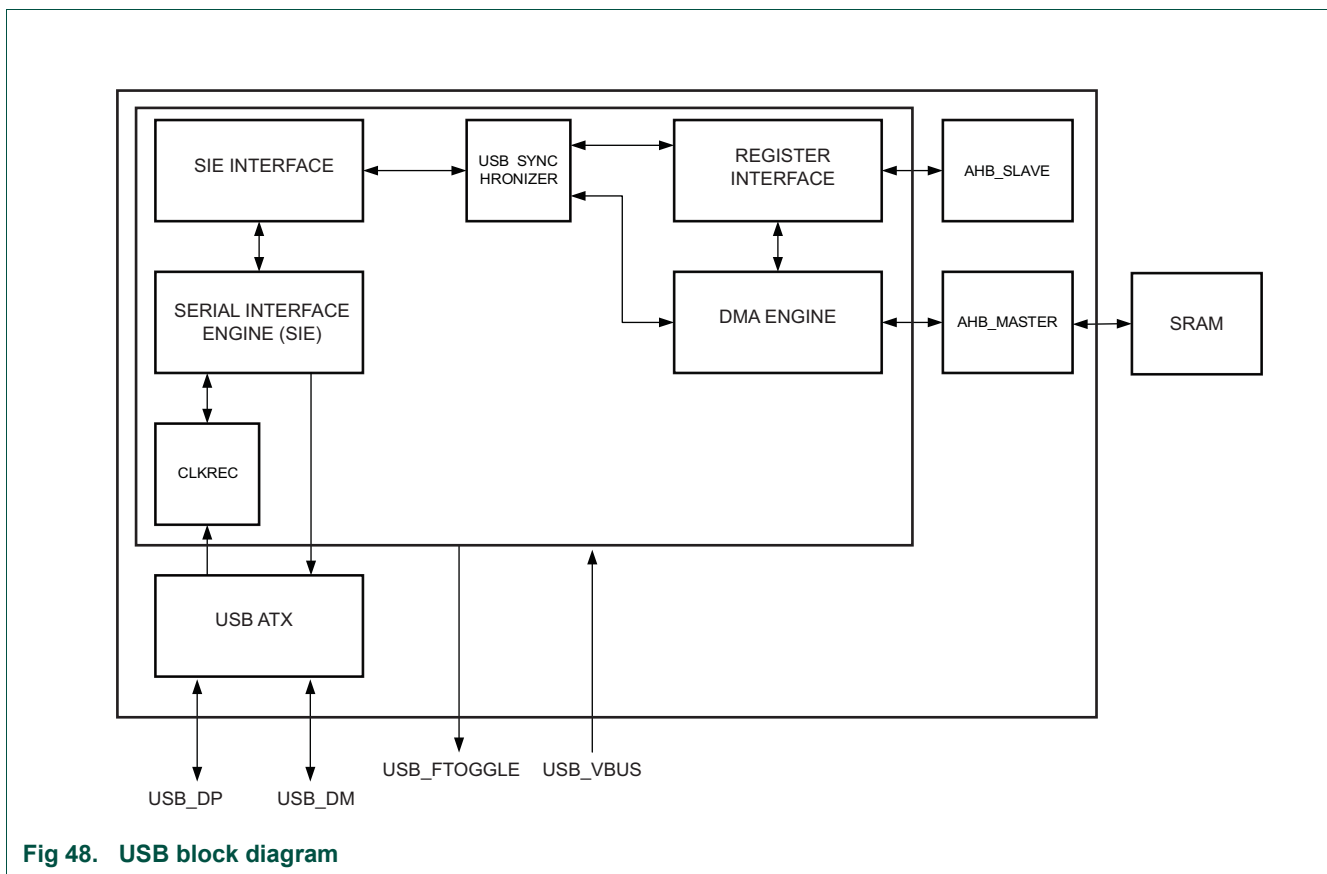 SIE INTERFACE
USB SYNC
HRONIZER
REGISTER
INTERFACE
AHB_SLAVE
SERIAL INTERFACE
ENGINE (SIE)
DMA ENGINE
AHB_MASTER
SRAM
CLKREC
USB ATX
USB_FTOGGLE
USB_VBUS
USB_DP
USB_DM
Fig 48. USB block diagram